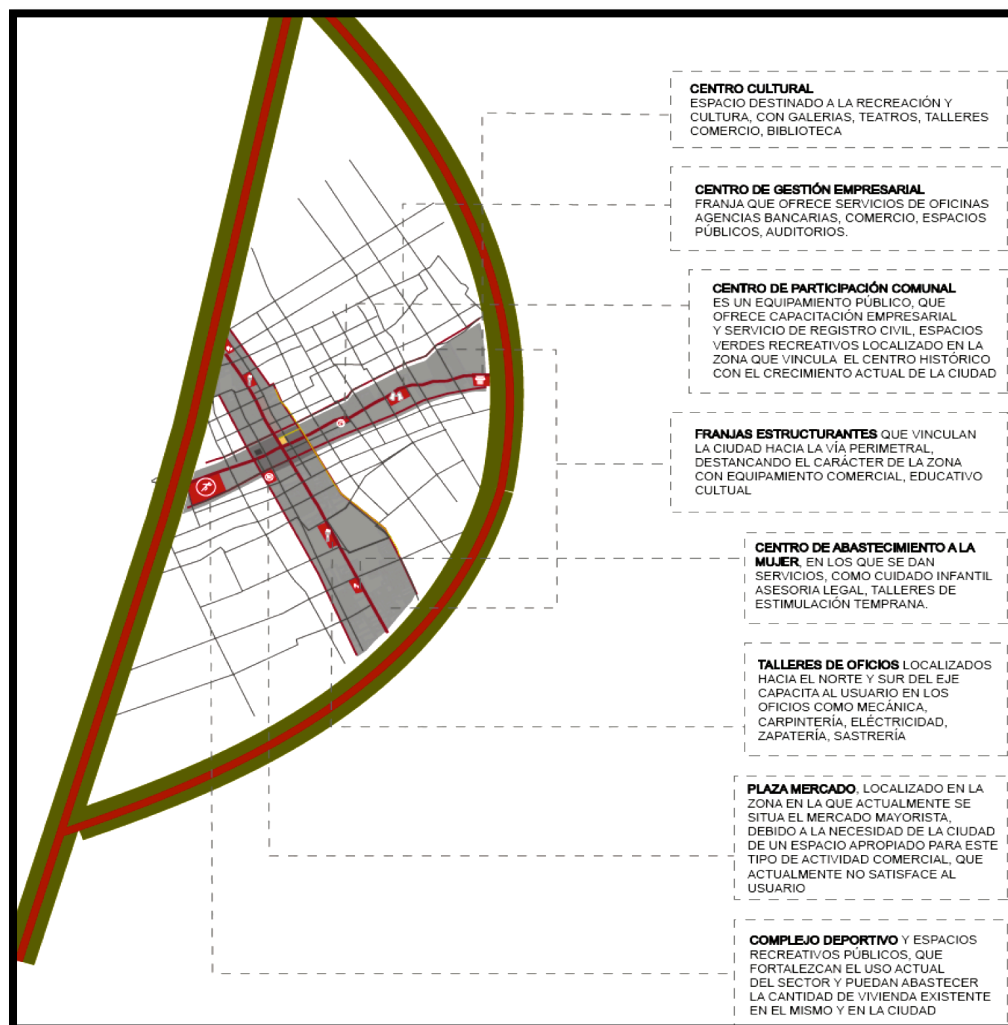 CENTRO CULTURAL
ESPACIO DESTINADO A LA RECREACIÓN Y
CULTURA, CON GALERIAS, TEATROS, TALLERES
COMERCIO, BIBLIOTECA
CENTRO DE GESTIÓN EMPRESARIAL
FRANJA QUE OFRECE SERVICIOS DE OFICINAS
AGENCIAS BANCARIAS, COMERCIO, ESPACIOS
PÚBLICOS, AUDITORIOS.
CENTRO DE PARTICIPACIÓN COMUNAL
ES UN EQUIPAMIENTO PÚBLICO, QUE
OFRECE CAPACITACIÓN EMPRESARIAL
Y SERVICIO DE REGISTRO CIVIL, ESPACIOS
VERDES RECREATIVOS LOCALIZADO EN LA
ZONA QUE VINCULA EL CENTRO HISTÓRICO
CON EL CRECIMIENTO ACTUAL DE LA CIUDAD
FRANJAS ESTRUCTURANTES QUE VINCULAN
LA CIUDAD HACIA LA VÍA PERIMETRAL,
DESTANCANDO EL CARÁCTER DE LA ZONA
CON EQUIPAMIENTO COMERCIAL, EDUCATIVO
CULTUAL
CENTRO DE ABASTECIMIENTO A LA
MUJER, EN LOS QUE SE DAN
SERVICIOS, COMO CUIDADO INFANTIL
ASESORIA LEGAL, TALLERES DE
ESTIMULACIÓN TEMPRANA.
TALLERES DE OFICIOS LOCALIZADOS
HACIA EL NORTE Y SUR DEL EJE
CAPACITA AL USUARIO EN LOS
OFICIOS COMO MECÁNICA,
CARPINTERÍA, ELÉCTRICIDAD,
ZAPATERÍA, SASTRERÍA
PLAZA MERCADO, LOCALIZADO EN LA
ZONA EN LA QUE ACTUALMENTE SE
SITUA EL MERCADO MAYORISTA,
DEBIDO A LA NECESIDAD DE LA CIUDAD
DE UN ESPACIO APROPIADO PARA ESTE
TIPO DE ACTIVIDAD COMERCIAL, QUE
ACTUALMENTE NO SATISFACE AL
USUARIO
COMPLEJO DEPORTIVO Y ESPACIOS
RECREATIVOS PÚBLICOS, QUE
FORTALEZCAN EL USO ACTUAL
DEL SECTOR Y PUEDAN ABASTECER
LA CANTIDAD DE VIVIENDA EXISTENTE
EN EL MISMO Y EN LA CIUDAD